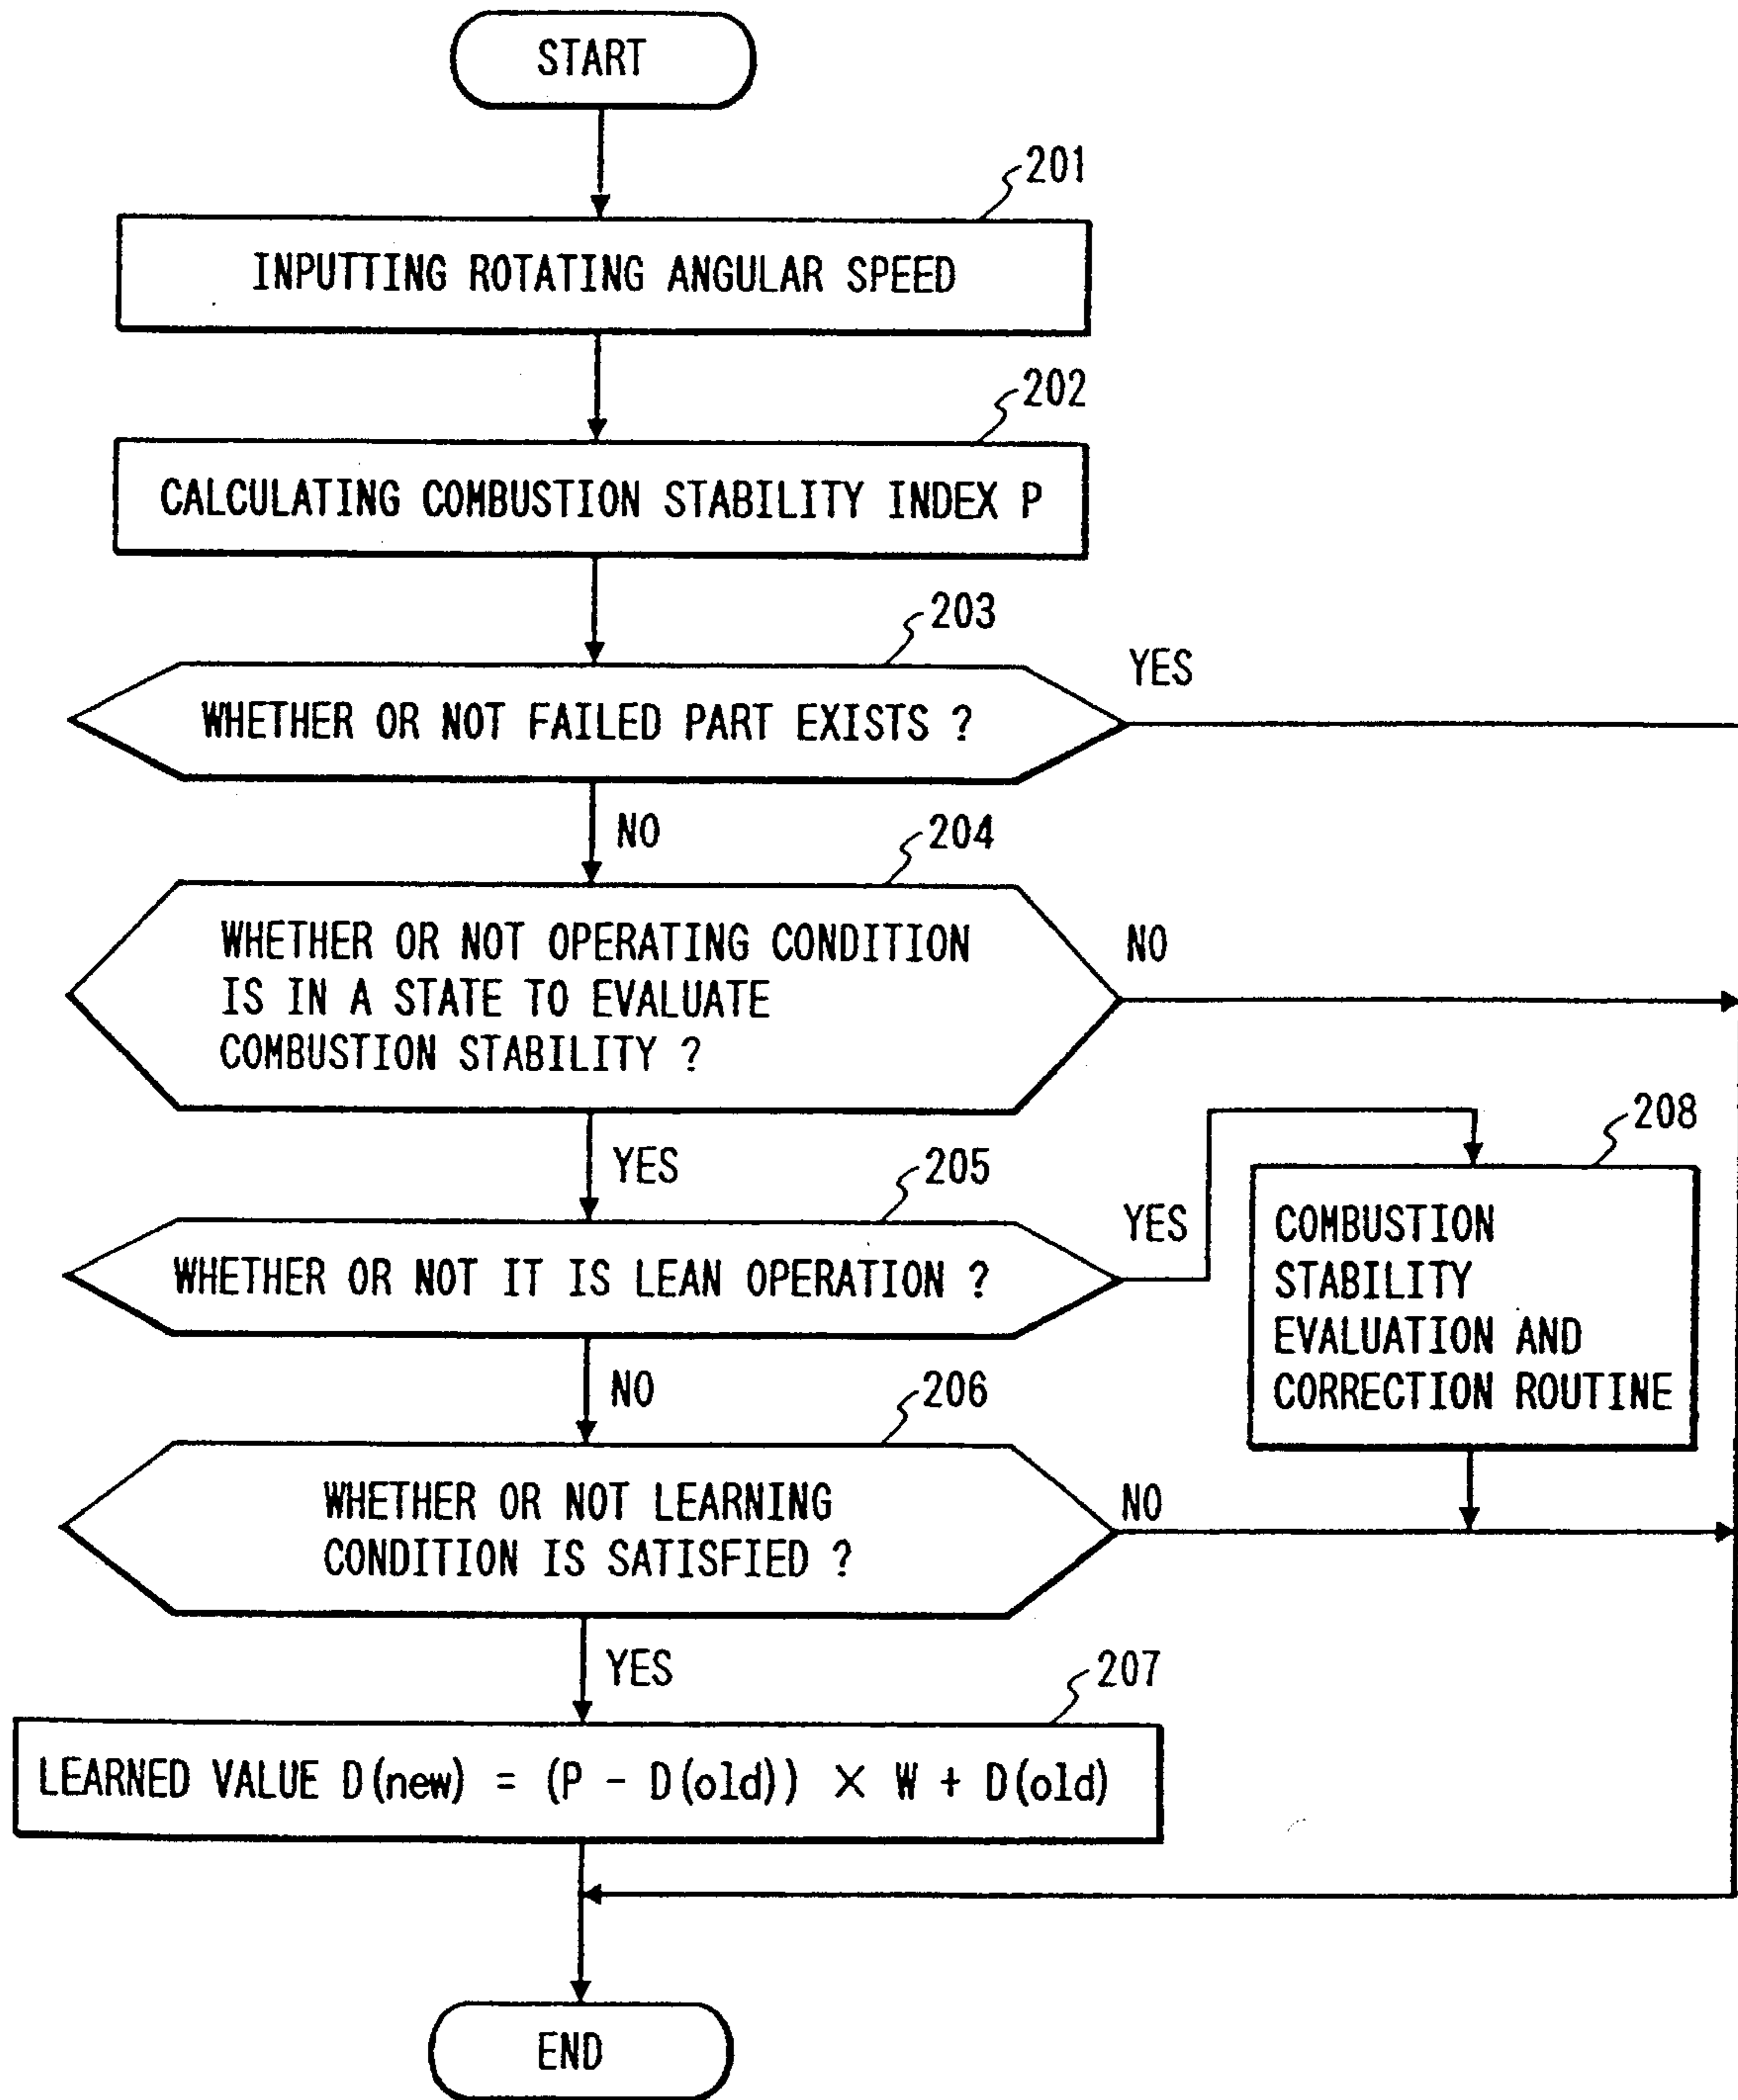 START
201
INPUTTING ROTATING ANGULAR SPEED
202
CALCULATING COMBUSTION STABILITY INDEX P
203
YES
WHETHER OR NOT FAILED PART EXISTS ?
NO
204
WHETHER OR NOT OPERATING CONDITION
IS IN A STATE TO EVALUATE
COMBUSTION STABILITY ?
NO
YES
205
YES
WHETHER OR NOT IT IS LEAN OPERATION ?
208
COMBUSTION
STABILITY
EVALUATION AND
CORRECTION ROUTINE
NO
206
WHETHER OR NOT LEARNING
CONDITION IS SATISFIED ?
NO
YES
207
LEARNED VALUE D(new) = (P - D(old)) × W + D(old)
END